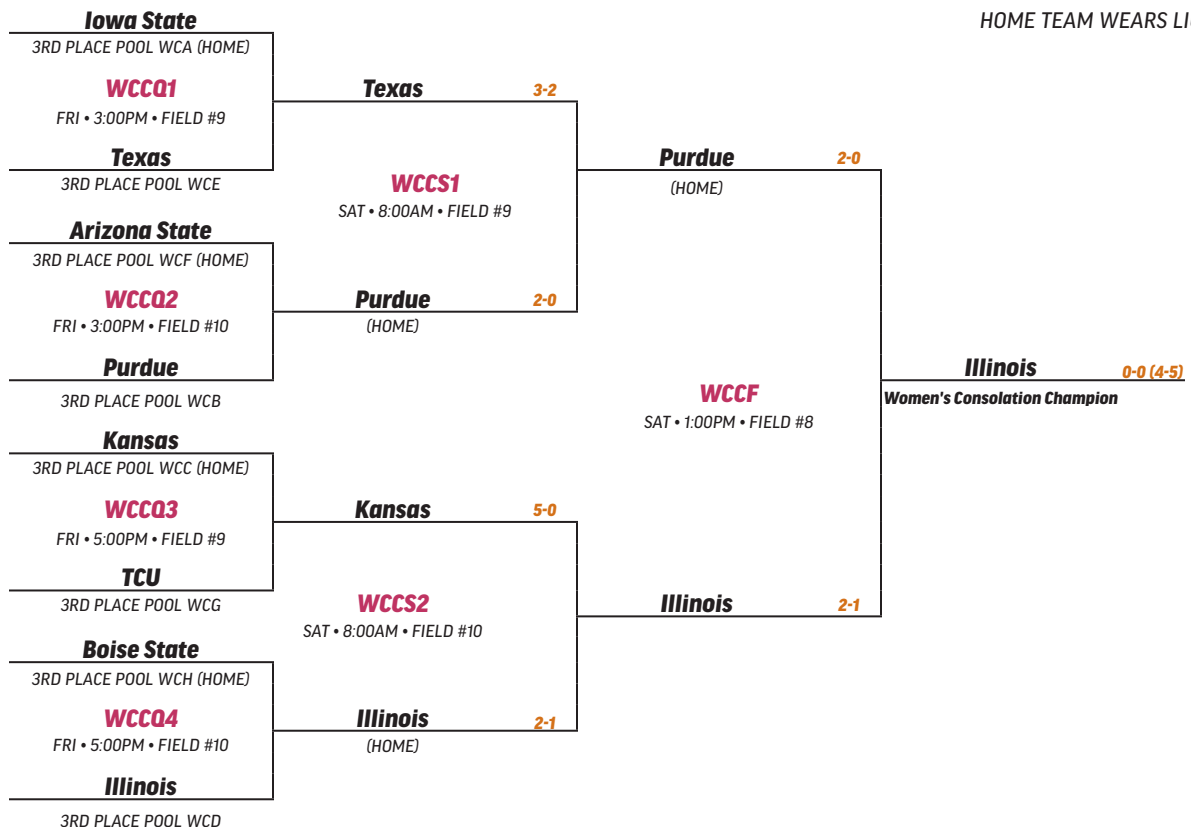 Iowa State
HOME TEAM WEARS
3RD PLACE POOL WCA (HOME)
WCCQ1
FRI • 3:00PM • FIELD #9
Texas 3-2
Texas
3RD PLACE POOL WCE
Purdue 2-0
(HOME)
WCCS1
SAT • 8:00AM • FIELD #9
Arizona State
3RD PLACE POOL WCF (HOME)
WCCQ2
FRI • 3:00PM • FIELD #10
Purdue 2-0
(HOME)
Purdue
3RD PLACE POOL WCB
Illinois 0-0 (4-5)
Women's Consolation Champion
WCCF
SAT • 1:00PM • FIELD #8
Kansas
3RD PLACE POOL WCC (HOME)
WCCQ3
FRI • 5:00PM • FIELD #9
Kansas 5-0
TCU
3RD PLACE POOL WCG
WCCS2
SAT • 8:00AM • FIELD #10
Illinois 2-1
Boise State
3RD PLACE POOL WCH (HOME)
WCCQ4
FRI • 5:00PM • FIELD #10
Illinois 2-1
(HOME)
Illinois
3RD PLACE POOL WCD